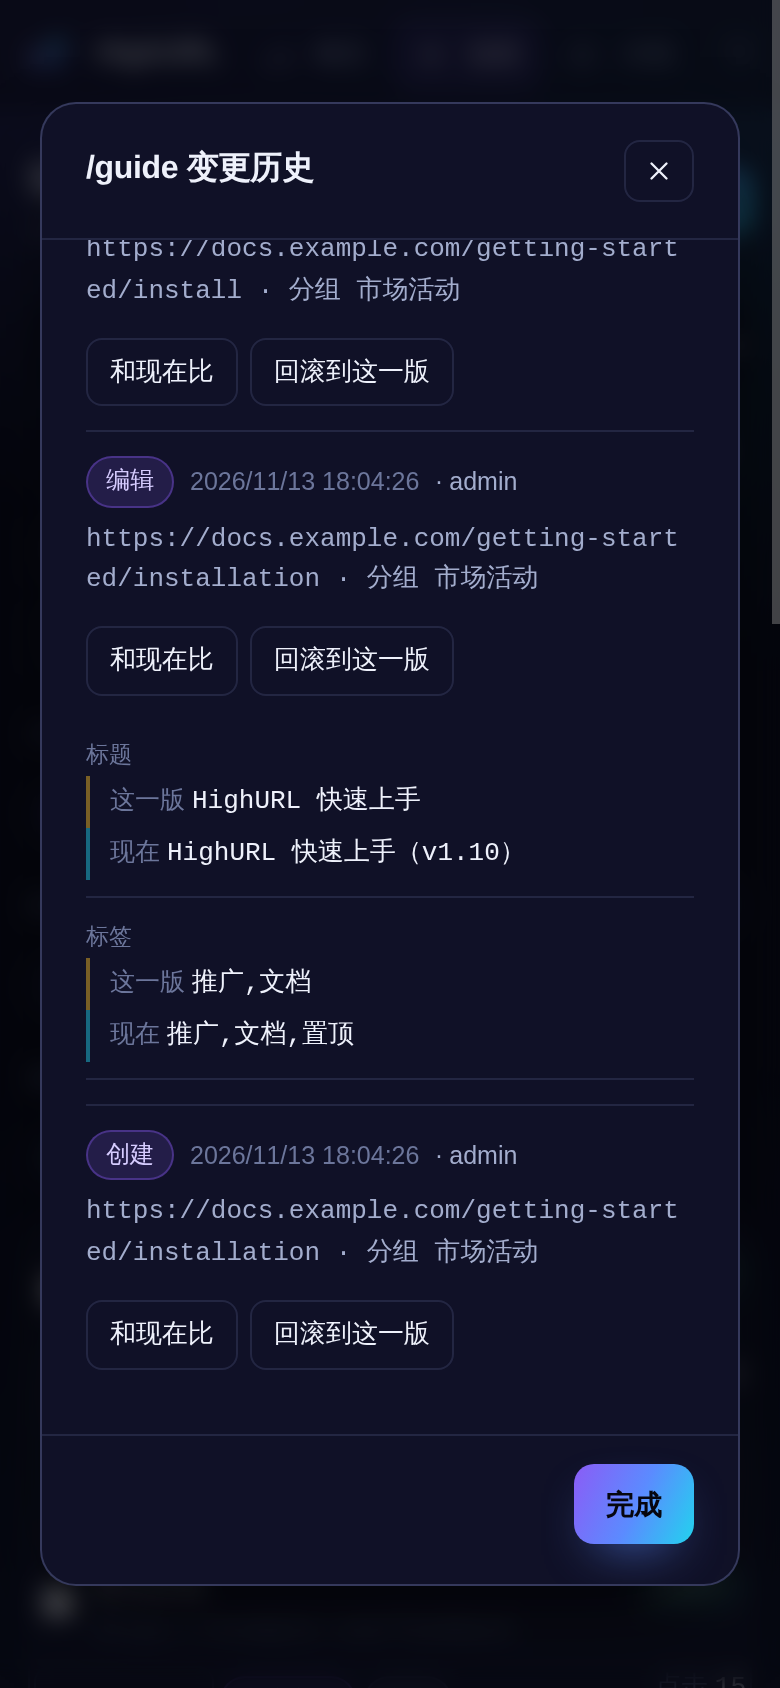 /guide 变更历史
https://docs.example.com/getting-start
ed/install · 分组 市场活动
和现在比 回滚到这一版
编辑 2026/11/13 18:04:26 · admin
https://docs.example.com/getting-start
ed/installation · 分组 市场活动
和现在比 回滚到这一版
标题
这一版 HighURL 快速上手
现在 HighURL 快速上手（v1.10）
标签
这一版 推广,文档
现在 推广,文档,置顶
创建 2026/11/13 18:04:26 · admin
https://docs.example.com/getting-start
ed/installation · 分组 市场活动
和现在比 回滚到这一版
完成